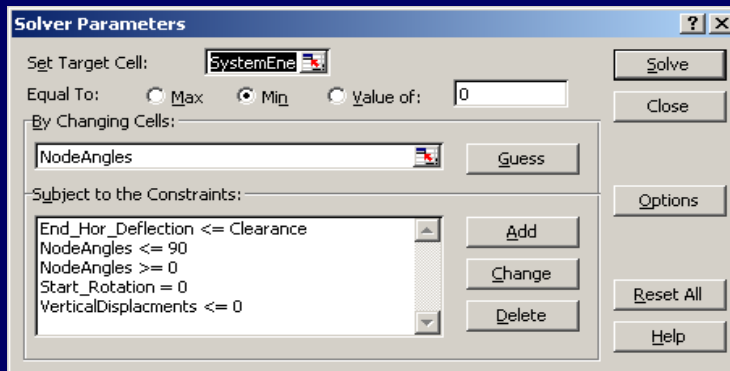 Solver Parameters
Set Target Cell: SystemEne
Equal To: Max Min Value of: 0
By Changing Cells:
NodeAngles
Guess
Subject to the Constraints:
End_Hor_Deflection <= Clearance
NodeAngles <= 90
NodeAngles >= 0
Start_Rotation = 0
VerticalDisplacments <= 0
Add
Change
Delete
Solve
Close
Options
Reset All
Help